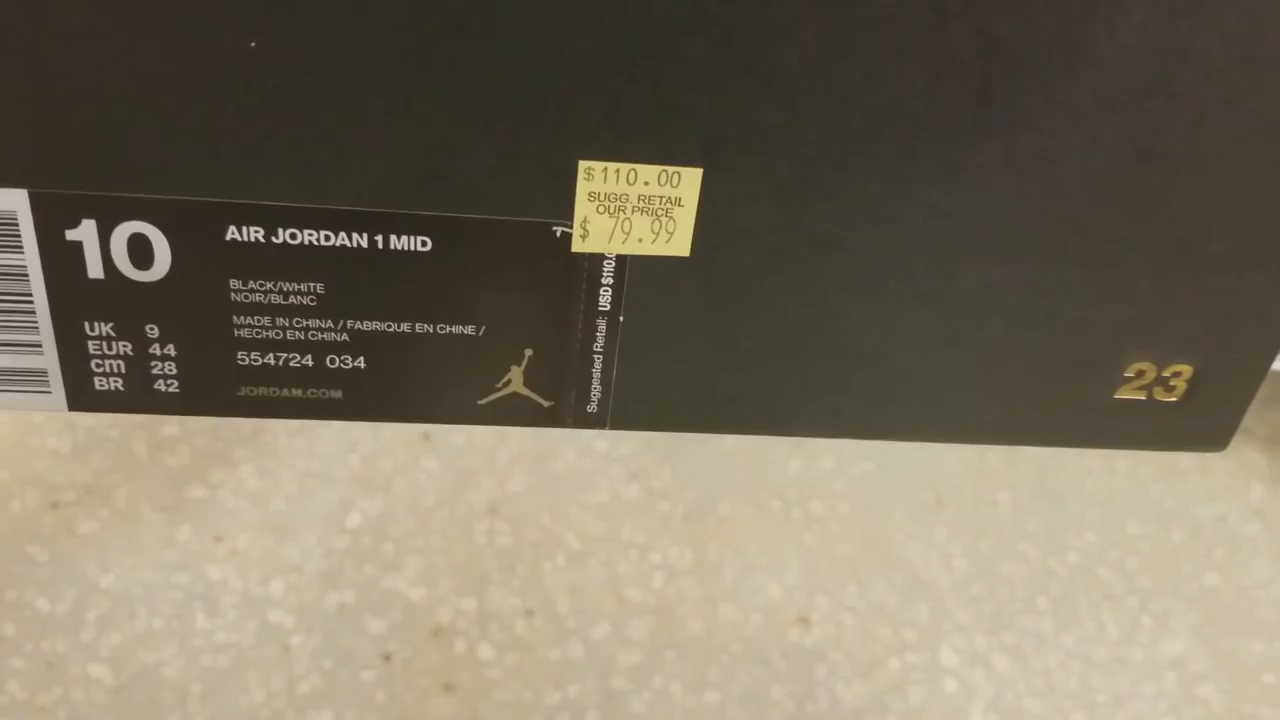 $110.00
SUGG. RETAIL
OUR PRICE
$ 79.99
10
AIR JORDAN 1 MID
BLACK/WHITE
NOIR/BLANC
MADE IN CHINA / FABRIQUE EN CHINE /
HECHO EN CHINA
554724 034
JORDAN.COM
UK 9
EUR 44
cm 28
BR 42
Suggested Retail: USD $110.
23